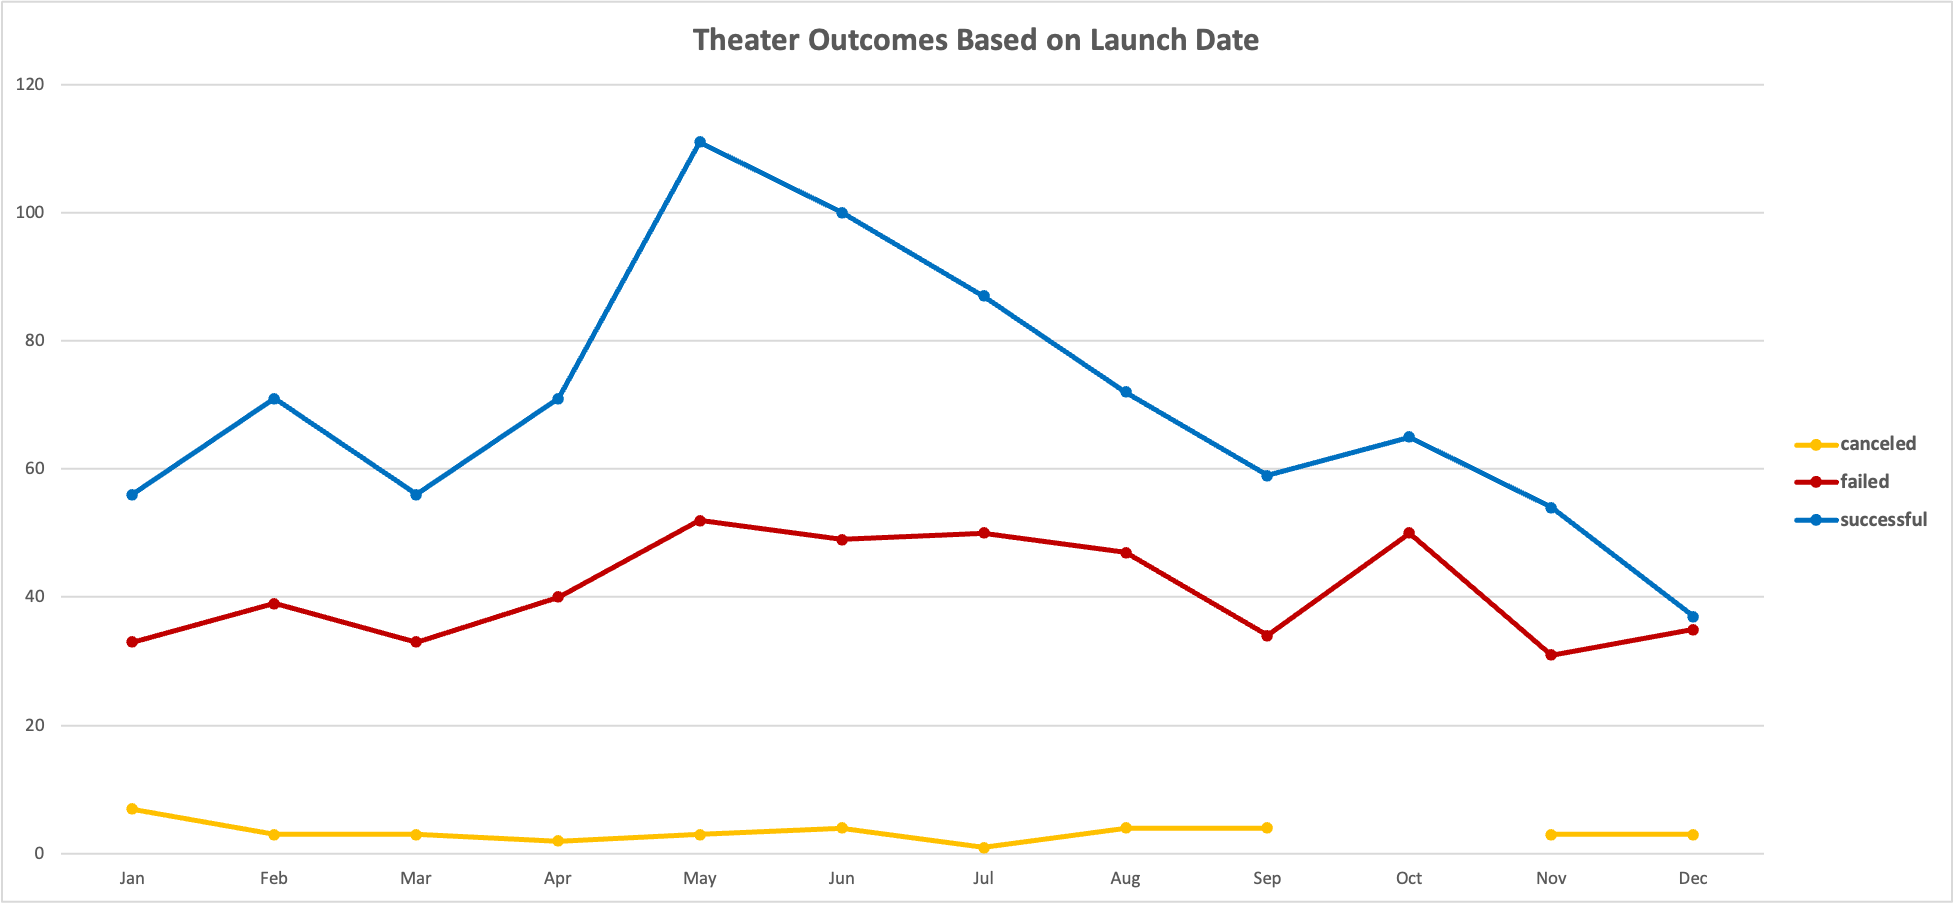 Theater Outcomes Based on Launch Date
120
100
80
60
40
20
0
Jan Feb Mar Apr May Jun Jul Aug Sep Oct Nov Dec
canceled
failed
successful